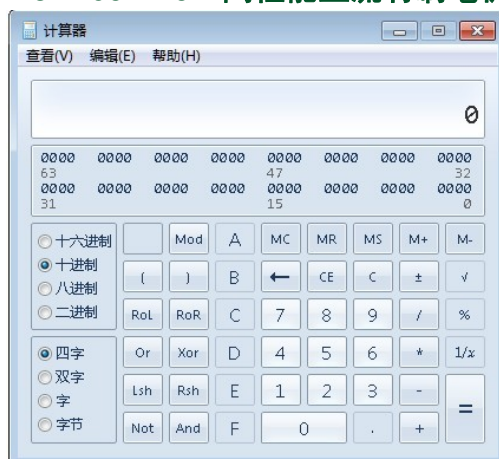 计算器
查看(V) 编辑(E) 帮助(H)
0
0000 0000 0000 0000 0000 0000 0000 0000
63 47 32
0000 0000 0000 0000 0000 0000 0000 0000
31 15 0
十六进制 Mod A MC MR MS M+ M-
十进制 ( ) B ← CE C ± √
八进制
二进制 RoL RoR C 7 8 9 / %
四字 Or Xor D 4 5 6 * 1/x
双字 Lsh Rsh E 1 2 3 - =
字
字节 Not And F 0 . +